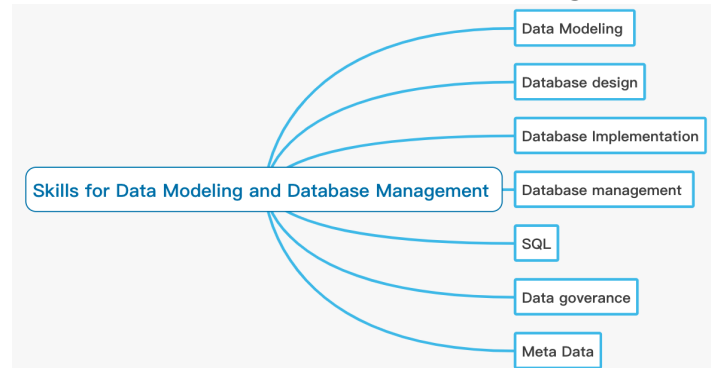 Data Modeling
Database design
Database Implementation
Skills for Data Modeling and Database Management
Database management
SQL
Data goverance
Meta Data